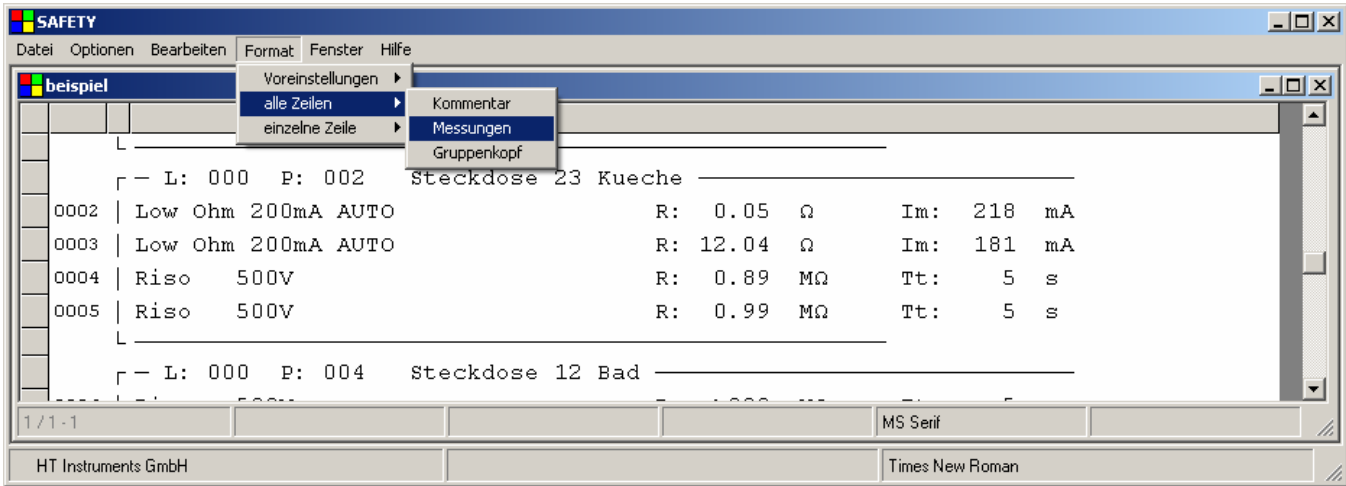 SAFETY
Datei Optionen Bearbeiten Format Fenster Hilfe
beispiel
Voreinstellungen
alle Zeilen
einzelne Zeile
Kommentar
Messungen
Gruppenkopf
L: 000 P: 002 Steckdose 23 Kueche
0002 | Low Ohm 200mA AUTO R: 0.05 Ω Im: 218 mA
0003 | Low Ohm 200mA AUTO R: 12.04 Ω Im: 181 mA
0004 | Riso 500V R: 0.89 MΩ Tt: 5 s
0005 | Riso 500V R: 0.99 MΩ Tt: 5 s
L: 000 P: 004 Steckdose 12 Bad
1 / 1 - 1 MS Serif
HT Instruments GmbH Times New Roman